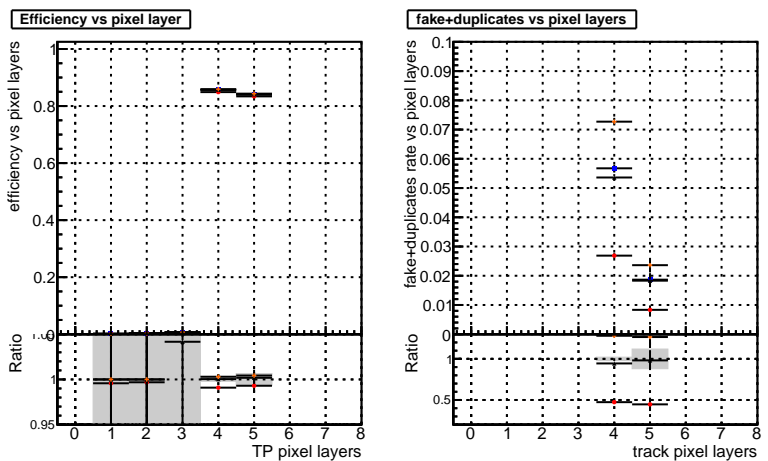 Efficiency vs pixel layer
efficiency vs pixel layers
1
0.8
0.6
0.4
0.2
0
Ratio
1
0.95
0 1 2 3 4 5 6 7 8
TP pixel layers
fake+duplicates vs pixel layers
fake+duplicates rate vs pixel layers
0.1
0.09
0.08
0.07
0.06
0.05
0.04
0.03
0.02
0.01
0
Ratio
1
0.5
0 1 2 3 4 5 6 7 8
track pixel layers